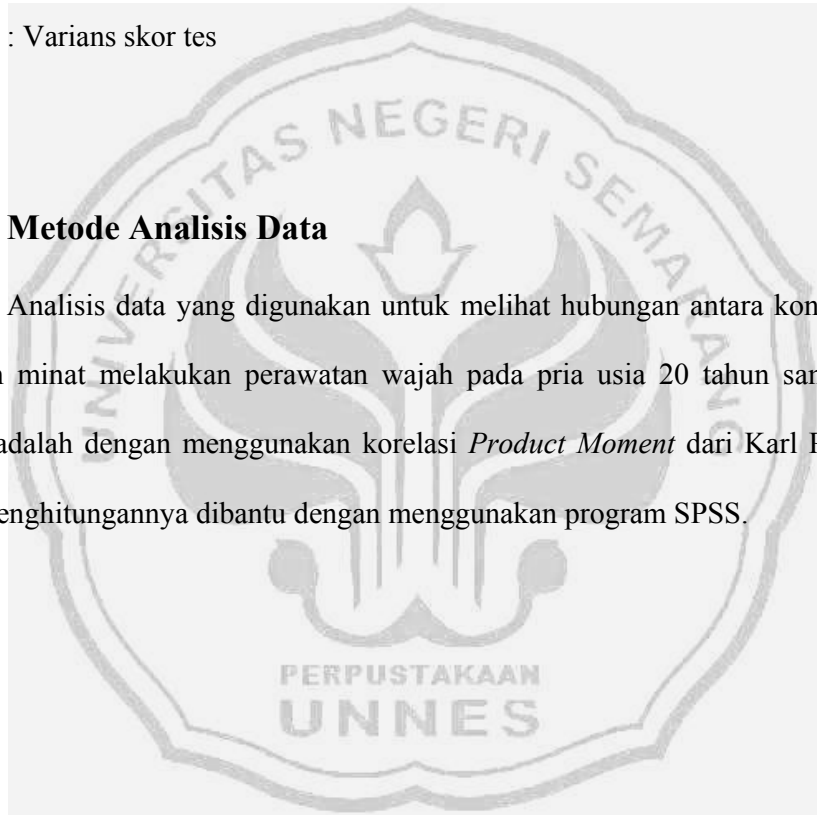 : Varians skor tes
UNIVERSITAS NEGERI SEMARANG
Metode Analisis Data
Analisis data yang digunakan untuk melihat hubungan antara
minat melakukan perawatan wajah pada pria usia 20 tahun
adalah dengan menggunakan korelasi Product Moment dari Karl
enghitungannya dibantu dengan menggunakan program SPSS.
PERPUSTAKAAN
UNNES